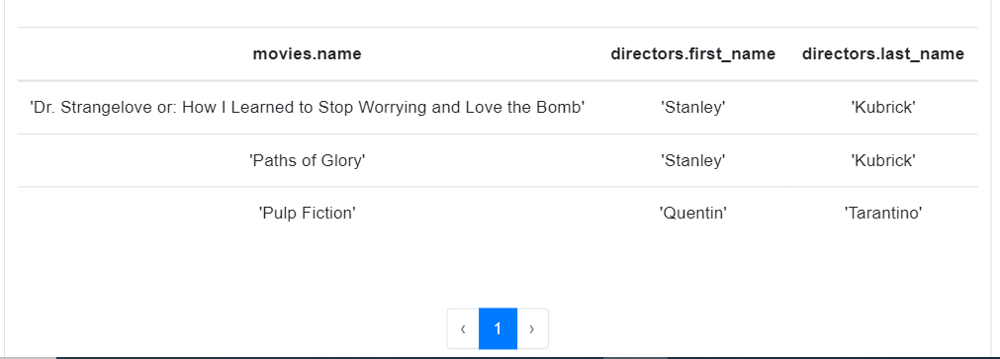 movies.name directors.first_name directors.last_name
'Dr. Strangelove or: How I Learned to Stop Worrying and Love the Bomb' 'Stanley' 'Kubrick'
'Paths of Glory' 'Stanley' 'Kubrick'
'Pulp Fiction' 'Quentin' 'Tarantino'
‹ 1 ›